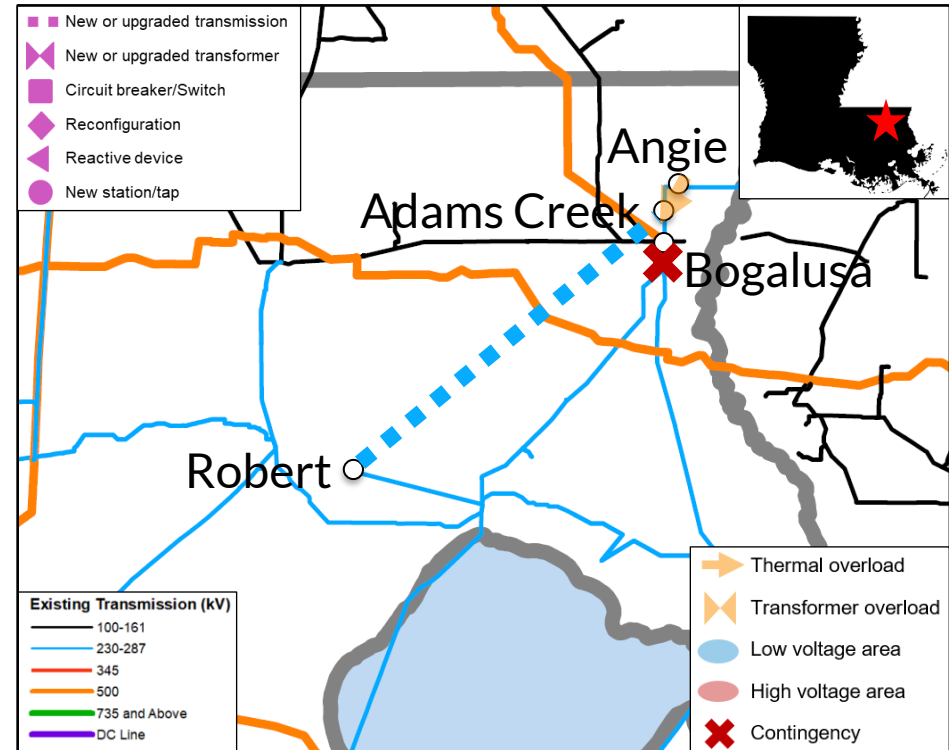 New or upgraded transmission
New or upgraded transformer
Circuit breaker/Switch
Reconfiguration
Reactive device
New station/tap
Angie
Adams Creek
Bogalusa
Robert
Existing Transmission (kV)
100-161
230-287
345
500
735 and Above
DC Line
Thermal overload
Transformer overload
Low voltage area
High voltage area
Contingency